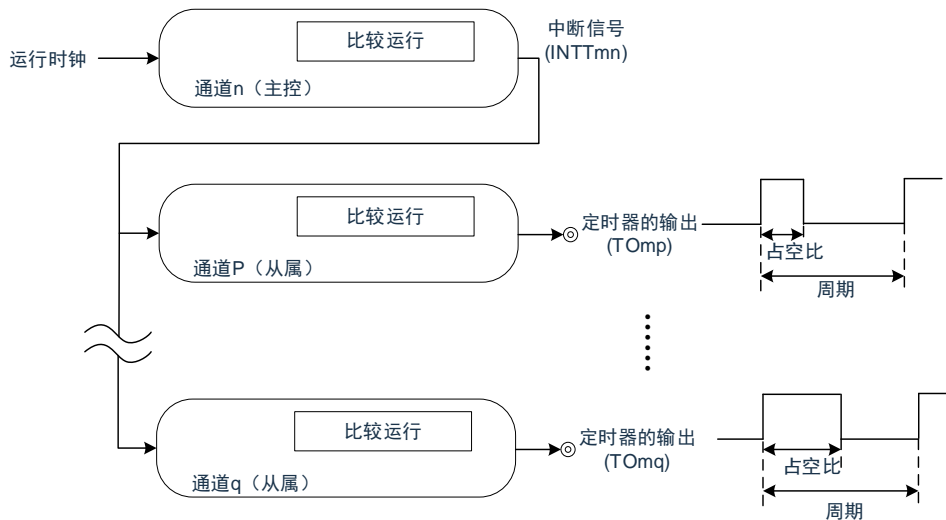 运行时钟
比较运行
通道n（主控）
中断信号
(INTTmn)
比较运行
通道P（从属）
定时器的输出
(TOmp)
占空比
周期
比较运行
通道q（从属）
定时器的输出
(TOmq)
占空比
周期